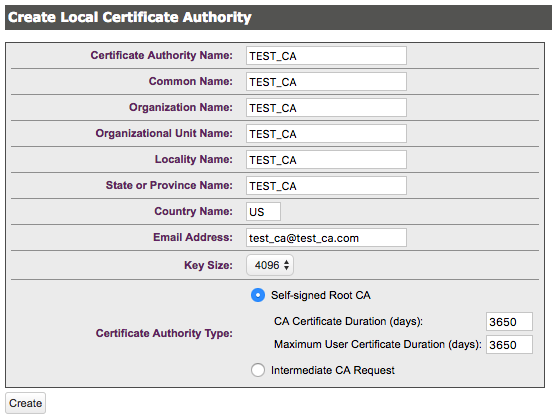 Create Local Certificate Authority
Certificate Authority Name: TEST_CA
Common Name: TEST_CA
Organization Name: TEST_CA
Organizational Unit Name: TEST_CA
Locality Name: TEST_CA
State or Province Name: TEST_CA
Country Name: US
Email Address: test_ca@test_ca.com
Key Size: 4096
Certificate Authority Type:
Self-signed Root CA
CA Certificate Duration (days): 3650
Maximum User Certificate Duration (days): 3650
Intermediate CA Request
Create